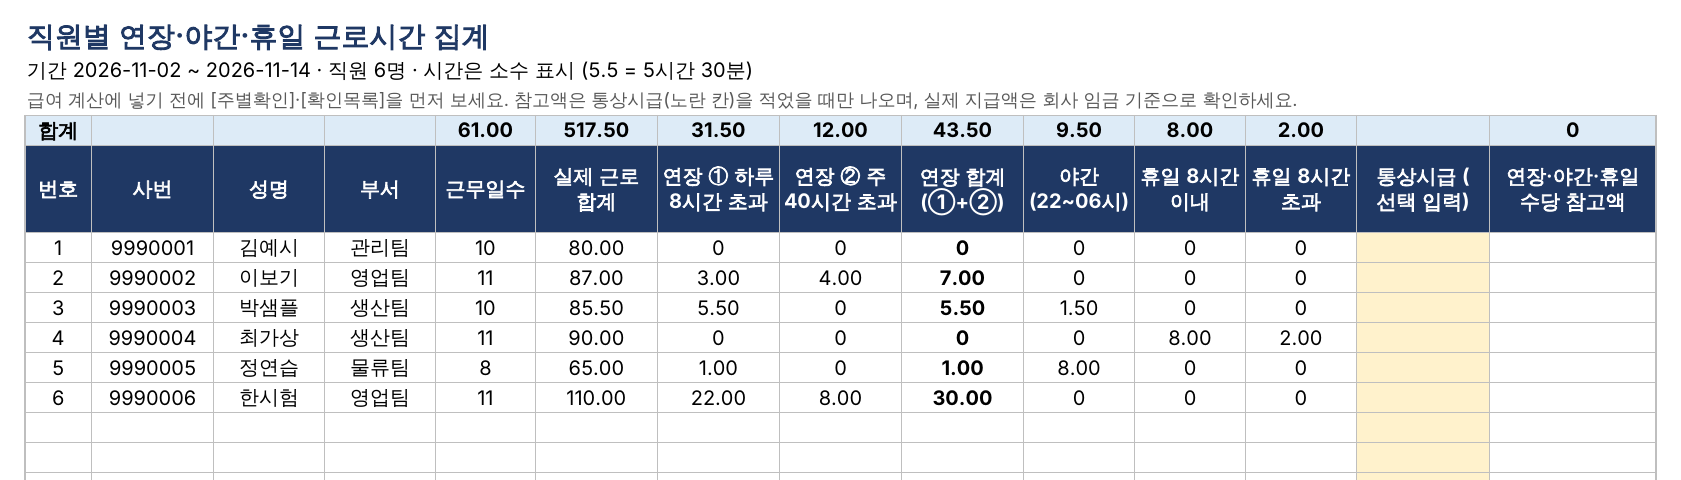 직원별 연장·야간·휴일 근로시간 집계
기간 2026-11-02 ~ 2026-11-14 · 직원 6명 · 시간은 소수 표시 (5.5 = 5시간 30분)
급여 계산에 넣기 전에 [주별확인]·[확인목록]을 먼저 보세요. 참고액은 통상시급(노란 칸)을 적었을 때만 나오며, 실제 지급액은 회사 임금 기준으로 확인하세요.
합계 61.00 517.50 31.50 12.00 43.50 9.50 8.00 2.00 0
번호 사번 성명 부서 근무일수 실제 근로 합계 연장 ① 하루 8시간 초과 연장 ② 주 40시간 초과 연장 합계 (①+②) 야간 (22~06시) 휴일 8시간 이내 휴일 8시간 초과 통상시급 ( 선택 입력) 연장·야간·휴일 수당 참고액
1 9990001 김예시 관리팀 10 80.00 0 0 0 0 0 0
2 9990002 이보기 영업팀 11 87.00 3.00 4.00 7.00 0 0 0
3 9990003 박샘플 생산팀 10 85.50 5.50 0 5.50 1.50 0 0
4 9990004 최가상 생산팀 11 90.00 0 0 0 0 8.00 2.00
5 9990005 정연습 물류팀 8 65.00 1.00 0 1.00 8.00 0 0
6 9990006 한시험 영업팀 11 110.00 22.00 8.00 30.00 0 0 0